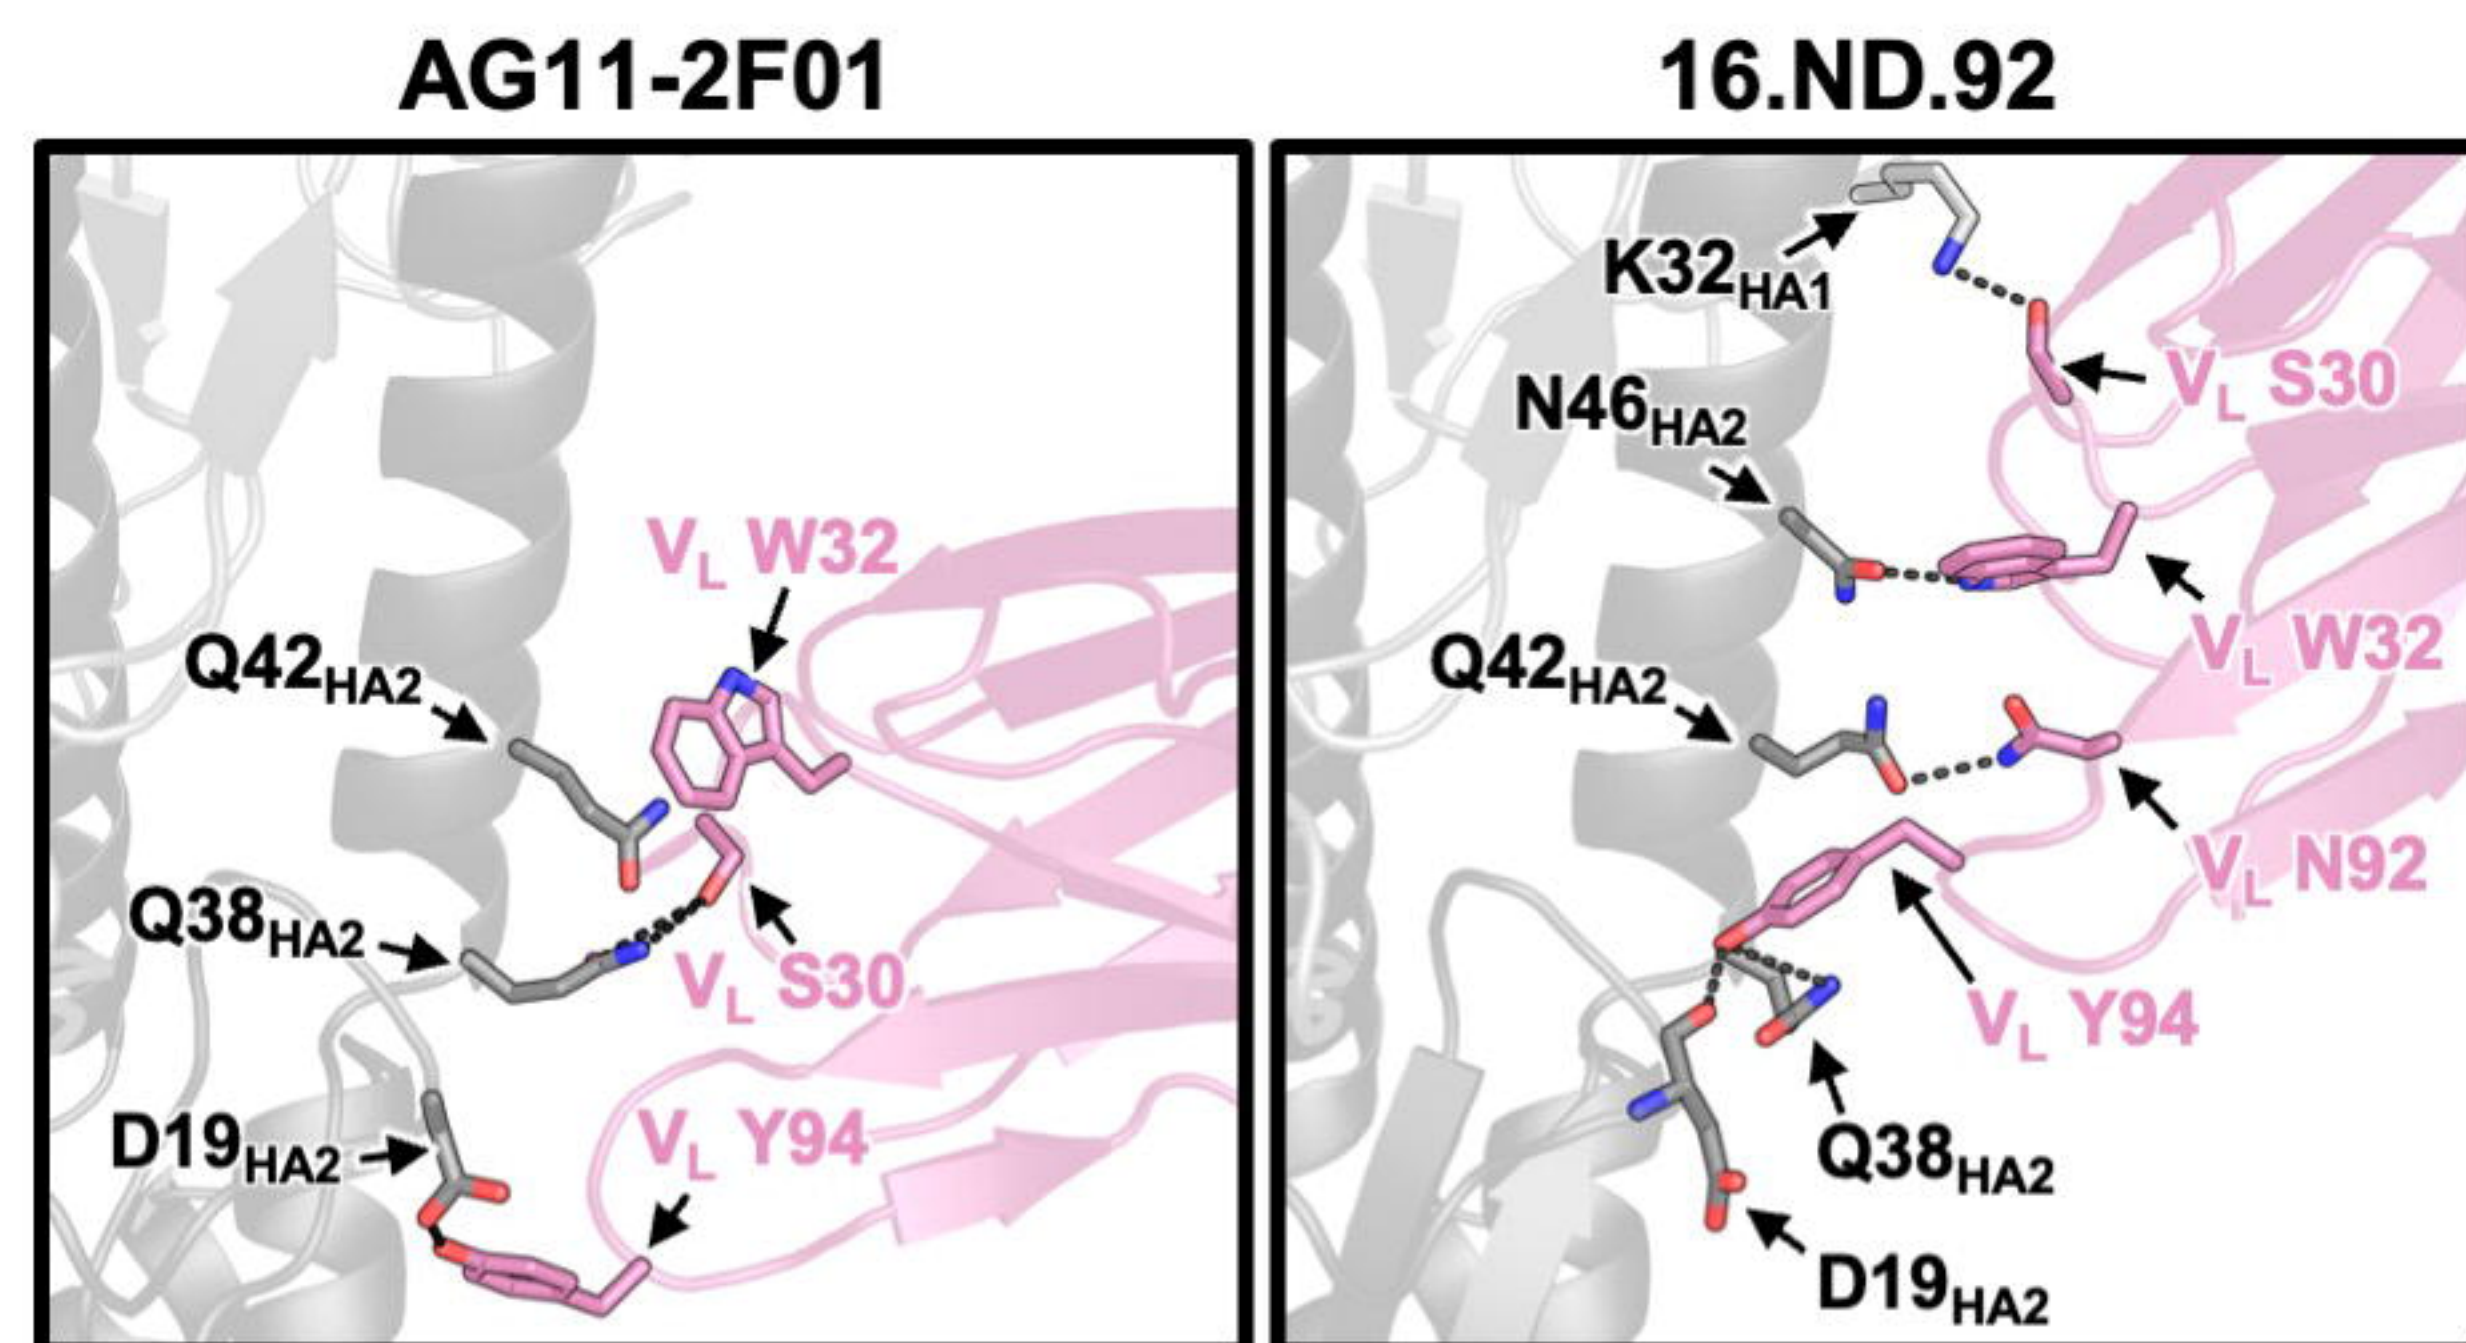 AG11-2F01
VL W32
Q42HA2
Q38HA2
VL S30
D19HA2
VL Y94
16.ND.92
K32HA1
VL S30
N46HA2
VL W32
Q42HA2
VL N92
VL Y94
Q38HA2
D19HA2